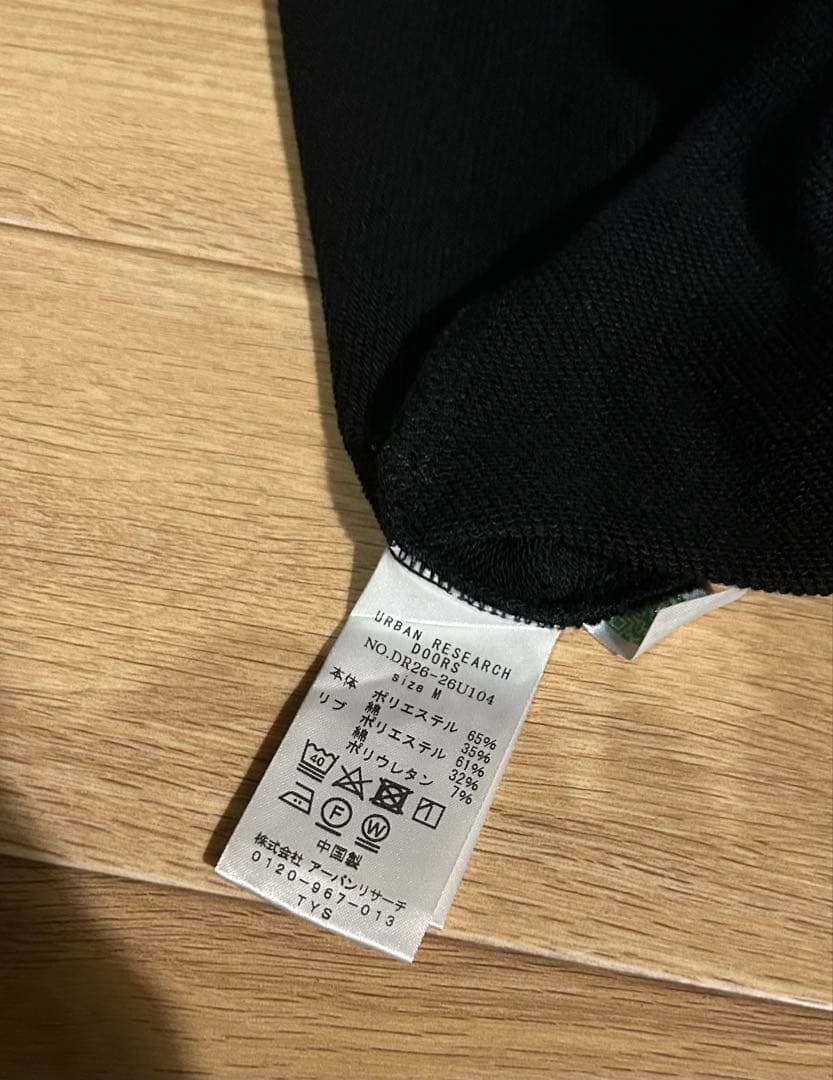 URBAN RESEARCH
DOORS
NO.DR26-26U104
size M
本体 ポリエステル 65%
綿 35%
リブ ポリエステル 61%
綿 32%
ポリウレタン 7%
40
F W
中国製
株式会社 アーバンリサーチ
0120-967-013
TYS